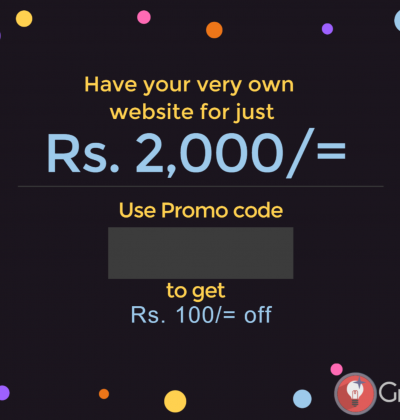 Have your very own
website for just
Rs. 2,000/=
Use Promo code
to get
Rs. 100/= off